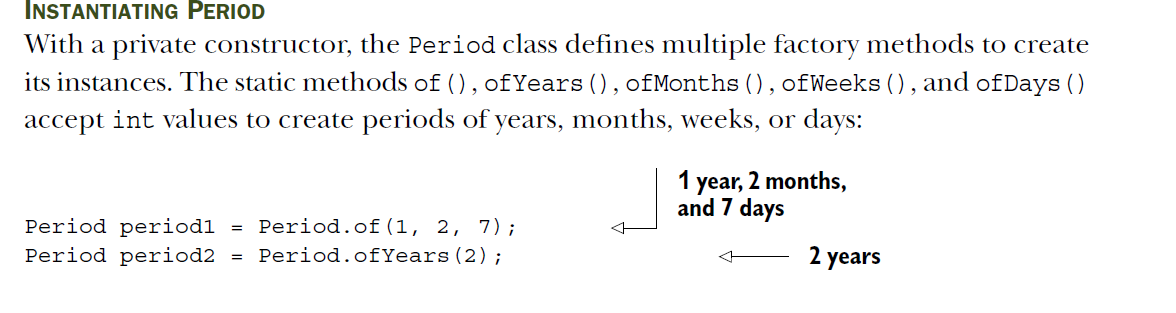 INSTANTIATING PERIOD
With a private constructor, the Period class defines multiple factory methods to create
its instances. The static methods of(), ofYears(), ofMonths(), ofWeeks(), and ofDays()
accept int values to create periods of years, months, weeks, or days:
1 year, 2 months,
and 7 days
Period period1 = Period.of(1, 2, 7);
Period period2 = Period.ofYears(2);
2 years